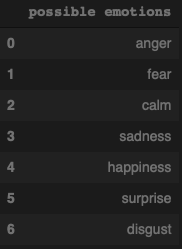 possible emotions
0 anger
1 fear
2 calm
3 sadness
4 happiness
5 surprise
6 disgust